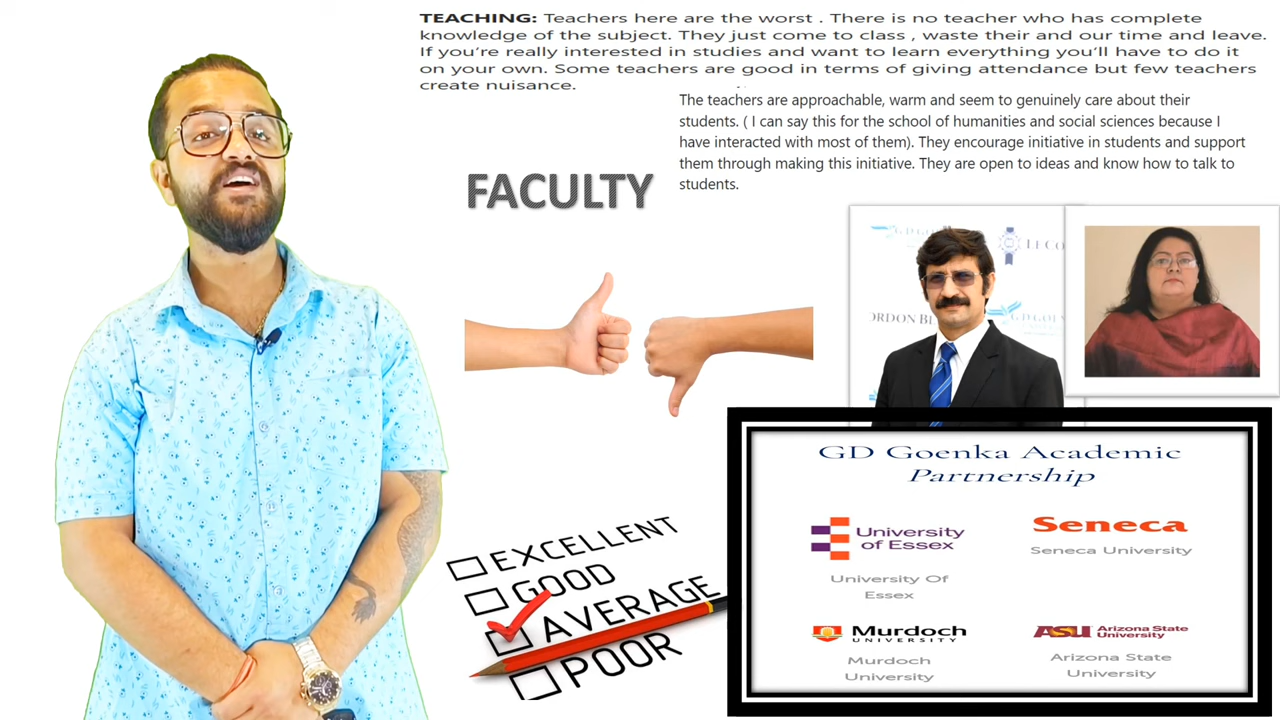 TEACHING: Teachers here are the worst . There is no teacher who has complete
knowledge of the subject. They just come to class , waste their and our time and leave.
If you're really interested in studies and want to learn everything you'll have to do it
on your own. Some teachers are good in terms of giving attendance but few teachers
create nuisance.
The teachers are approachable, warm and seem to genuinely care about their
students. ( I can say this for the school of humanities and social sciences because I
have interacted with most of them). They encourage initiative in students and support
them through making this initiative. They are open to ideas and know how to talk to
students.
FACULTY
EXCELLENT
GOOD
AVERAGE
POOR
GD Goenka Academic
Partnership
University
of Essex
University Of
Essex
Seneca
Seneca University
Murdoch
UNIVERSITY
Murdoch
University
ASU Arizona State
University
Arizona State
University